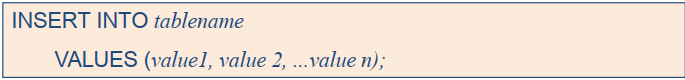 INSERT INTO tablename
VALUES (value1, value 2, ...value n);